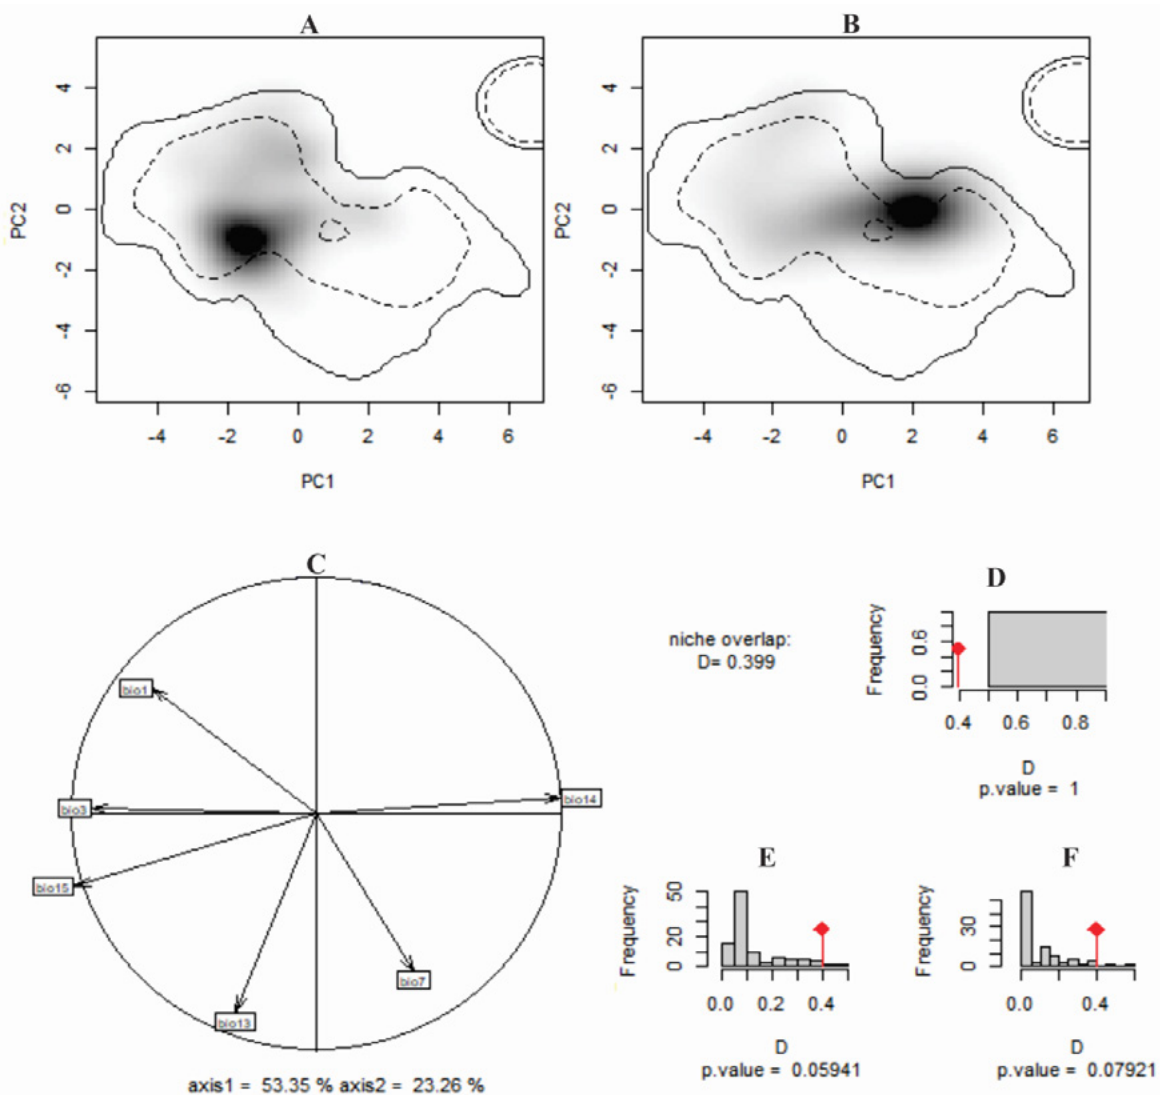 A
B
4
2
0
-2
-4
-6
PC2
-4
-2
0
2
4
6
PC1
4
2
0
-2
-4
-6
PC2
-4
-2
0
2
4
6
PC1
C
bio1
bio3
bio14
bio15
bio7
bio13
axis1 = 53.35 % axis2 = 23.26 %
niche overlap:
D= 0.399
D
Frequency
0.0
0.6
0.4
0.6
0.8
D
p.value = 1
E
Frequency
0
20
50
0.0
0.2
0.4
D
p.value = 0.05941
F
Frequency
0
30
0.0
0.4
D
p.value = 0.07921